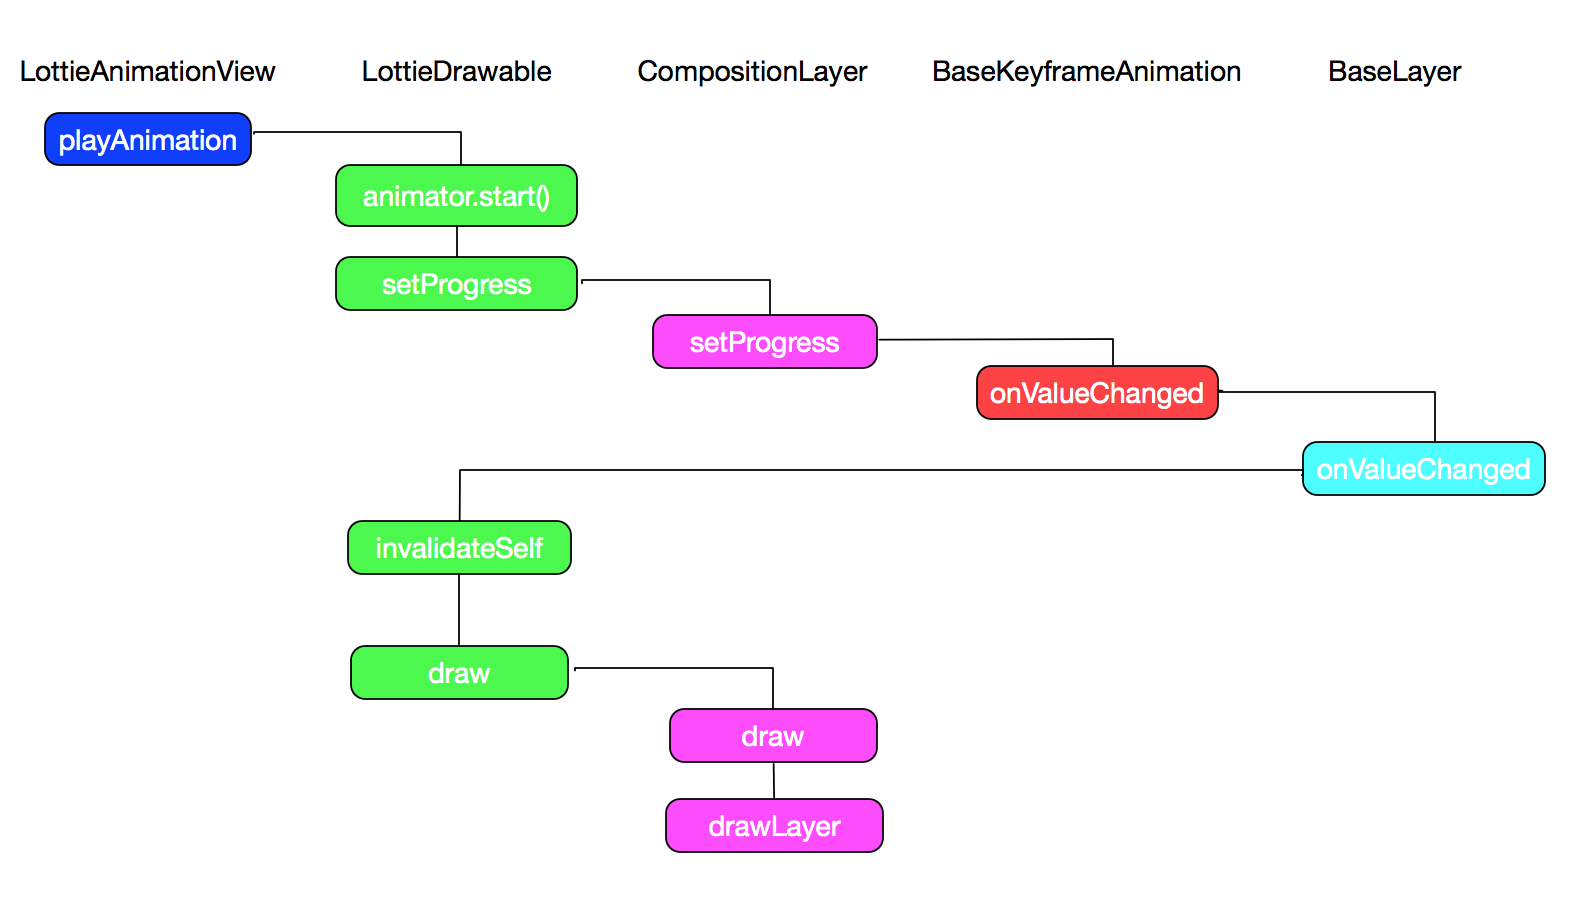 LottieAnimationView
LottieDrawable
CompositionLayer
BaseKeyframeAnimation
BaseLayer
playAnimation
animator.start()
setProgress
setProgress
onValueChanged
onValueChanged
invalidateSelf
draw
draw
drawLayer